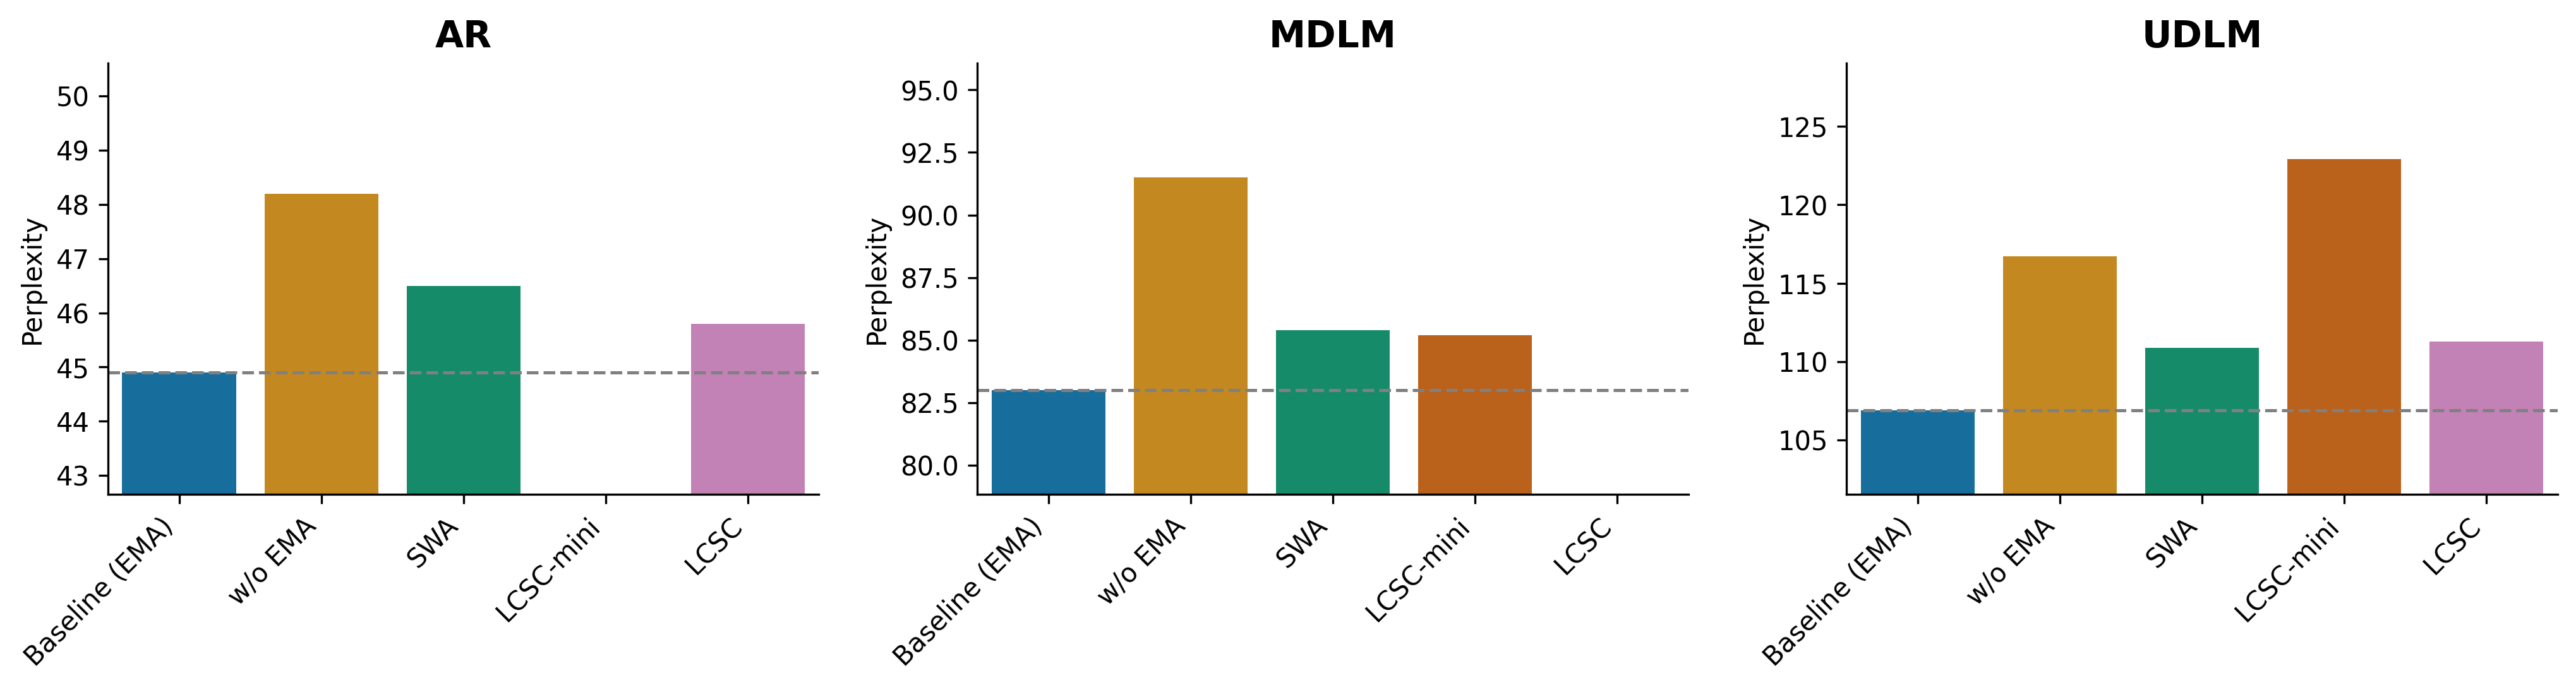 AR
Perplexity
50
49
48
47
46
45
44
43
Baseline (EMA)
w/o EMA
SWA
LCSC-mini
LCSC
MDLM
Perplexity
95.0
92.5
90.0
87.5
85.0
82.5
80.0
Baseline (EMA)
w/o EMA
SWA
LCSC-mini
LCSC
UDLM
Perplexity
125
120
115
110
105
Baseline (EMA)
w/o EMA
SWA
LCSC-mini
LCSC